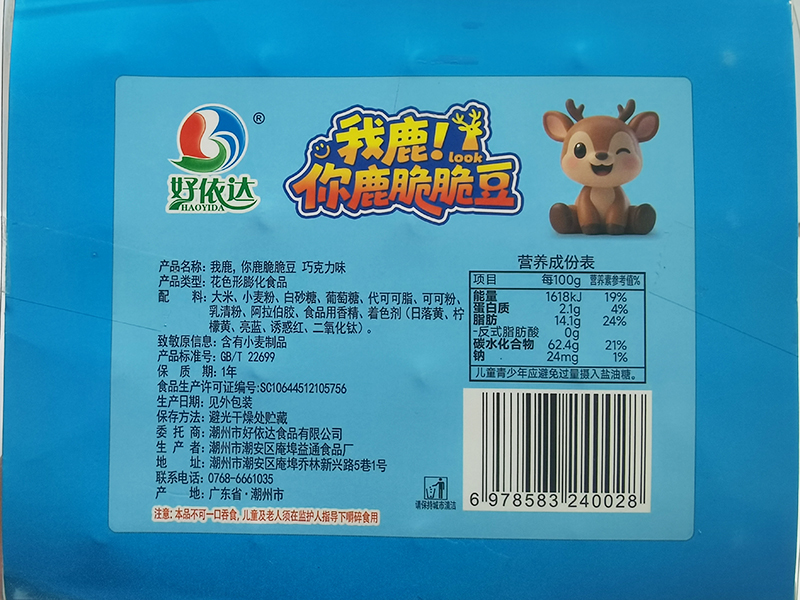 ®
好依达
HAOYIDA
我鹿!
look
你鹿脆脆豆
产品名称: 我鹿, 你鹿脆脆豆 巧克力味
产品类型: 花色形膨化食品
配 料: 大米、小麦粉、白砂糖、葡萄糖、代可可脂、可可粉、
乳清粉、阿拉伯胶、食品用香精、着色剂（日落黄、柠
檬黄、亮蓝、诱惑红、二氧化钛）。
致敏原信息: 含有小麦制品
产品标准号: GB/T 22699
保 质 期: 1年
食品生产许可证编号:SC10644512105756
生产日期: 见外包装
保存方法: 避光干燥处贮藏
委 托 商: 潮州市好依达食品有限公司
生 产 者: 潮州市潮安区庵埠益通食品厂
地 址: 潮州市潮安区庵埠乔林新兴路5巷1号
联系电话: 0768-6661035
产 地: 广东省·潮州市
注意: 本品不可一口吞食, 儿童及老人须在监护人指导下嚼碎食用
营养成份表
项目 每100g 营养素参考值%
能量 1618kJ 19%
蛋白质 2.1g 4%
脂肪 14.1g 24%
-反式脂肪酸 0g
碳水化合物 62.4g 21%
钠 24mg 1%
儿童青少年应避免过量摄入盐油糖。
请保持城市清洁
6 978583 240028